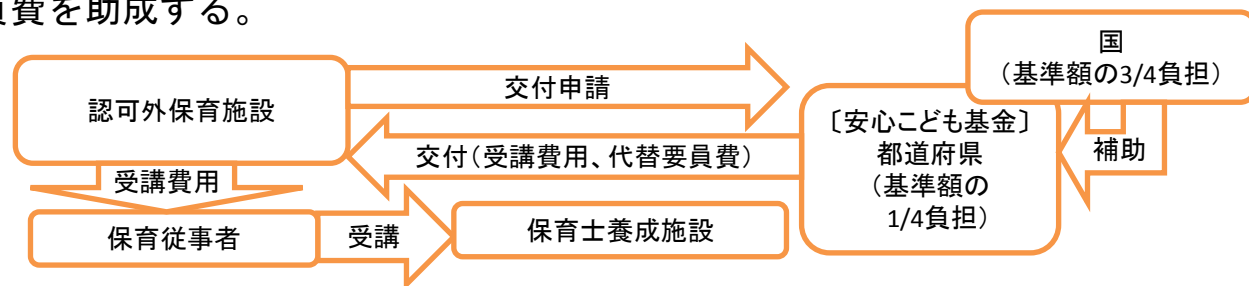 員費を助成する。
国
（基準額の3/4負担）
認可外保育施設
交付申請
〔安心こども基金〕
都道府県
（基準額の
1/4負担）
補助
交付（受講費用、代替要員費）
受講費用
保育従事者
受講
保育士養成施設